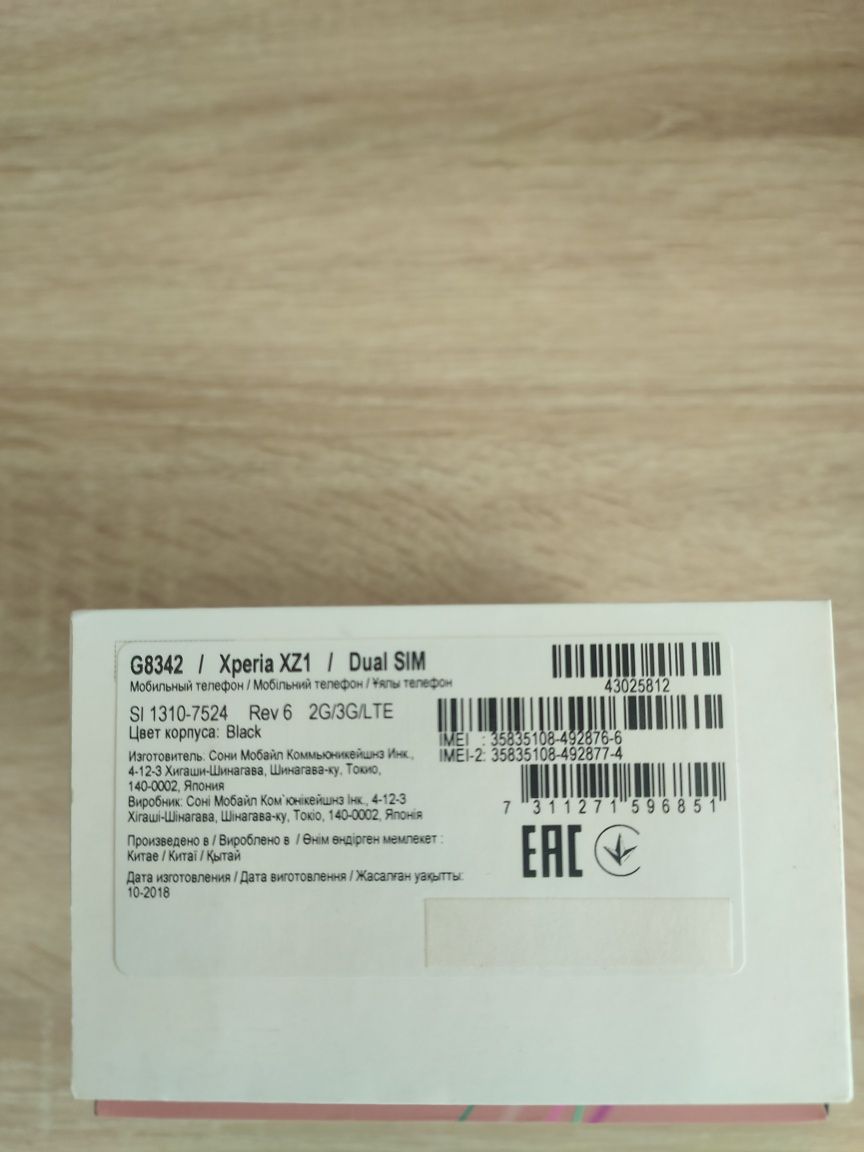 G8342 / Xperia XZ1 / Dual SIM
Мобильный телефон / Мобільний телефон / Ұялы телефон
43025812
SI 1310-7524 Rev 6 2G/3G/LTE
Цвет корпуса: Black
IMEI : 35835108-492876-6
IMEI-2: 35835108-492877-4
Изготовитель: Сони Мобайл Коммьюникейшнз Инк.,
4-12-3 Хигаши-Шинагава, Шинагава-ку, Токио,
140-0002, Япония
Виробник: Соні Мобайл Ком`юнікейшнз Інк., 4-12-3
Хігаші-Шінагава, Шінагава-ку, Токіо, 140-0002, Японія
7 311271 596851
Произведено в / Вироблено в / Өнім өндірген мемлекет :
Китае / Китаї / Қытай
EAC
Дата изготовления / Дата виготовлення / Жасалған уақытты:
10-2018